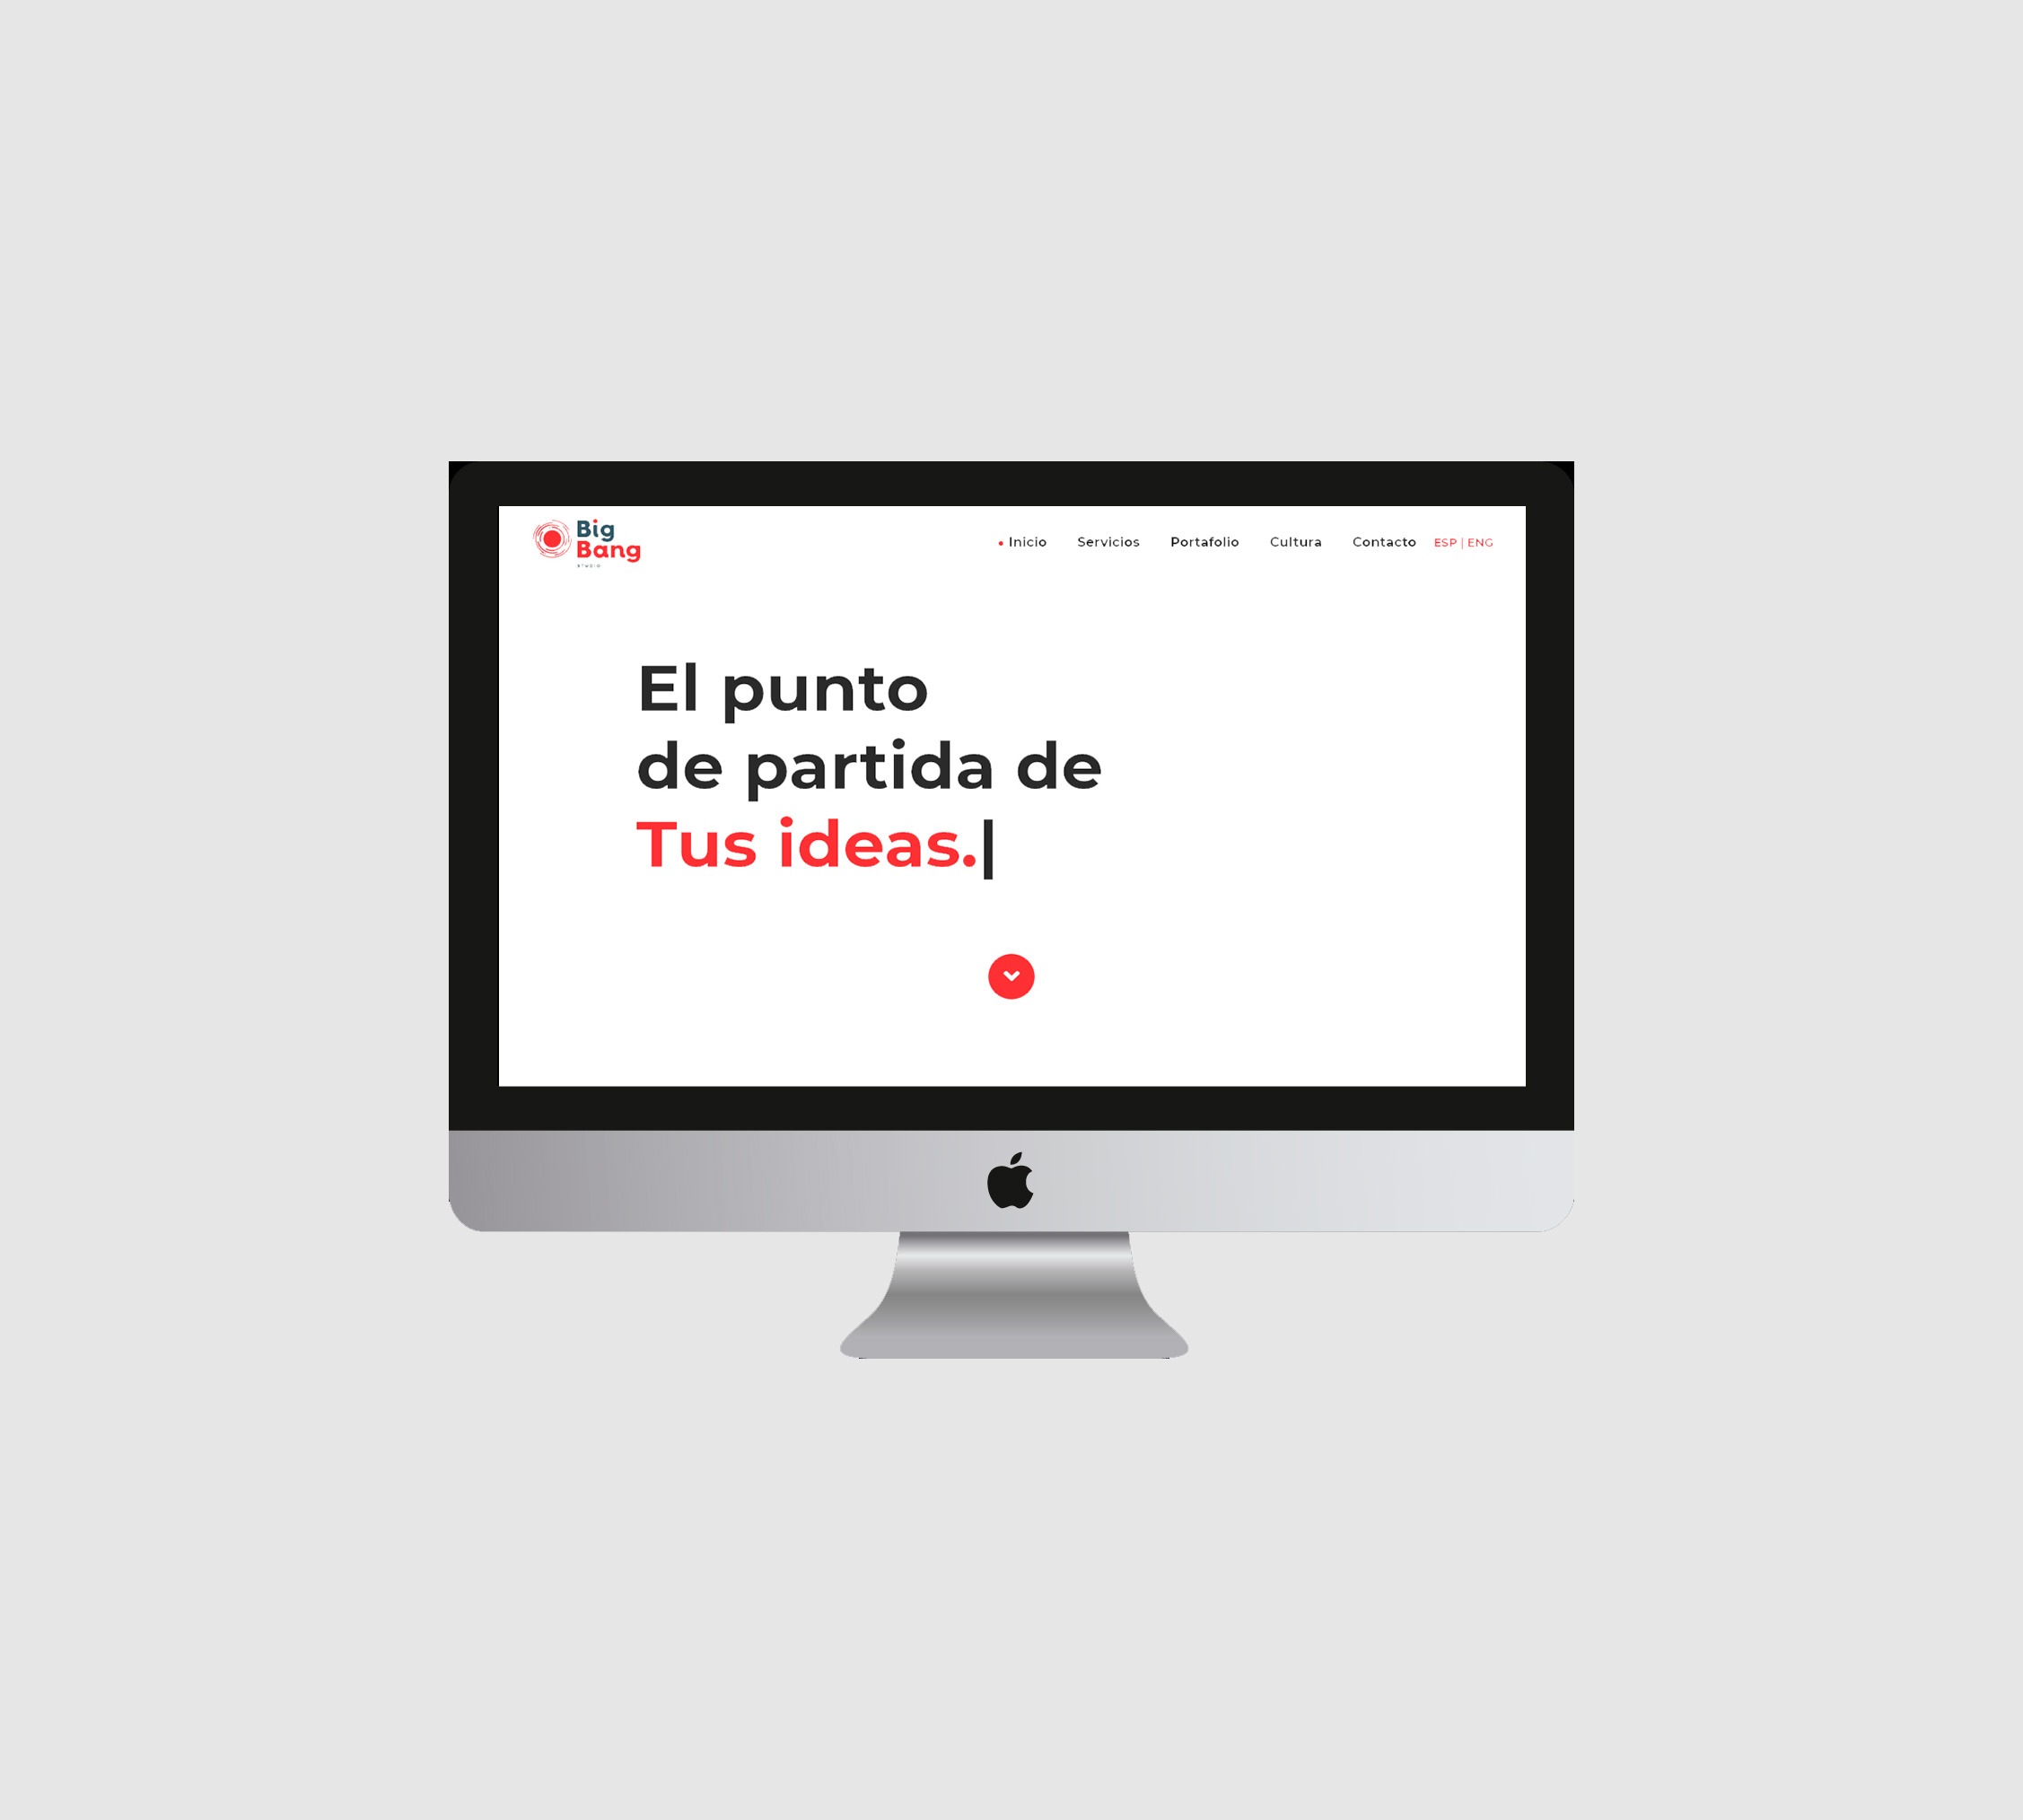 Big
Bang
STUDIO
Inicio Servicios Portafolio Cultura Contacto ESP | ENG
El punto
de partida de
Tus ideas.|